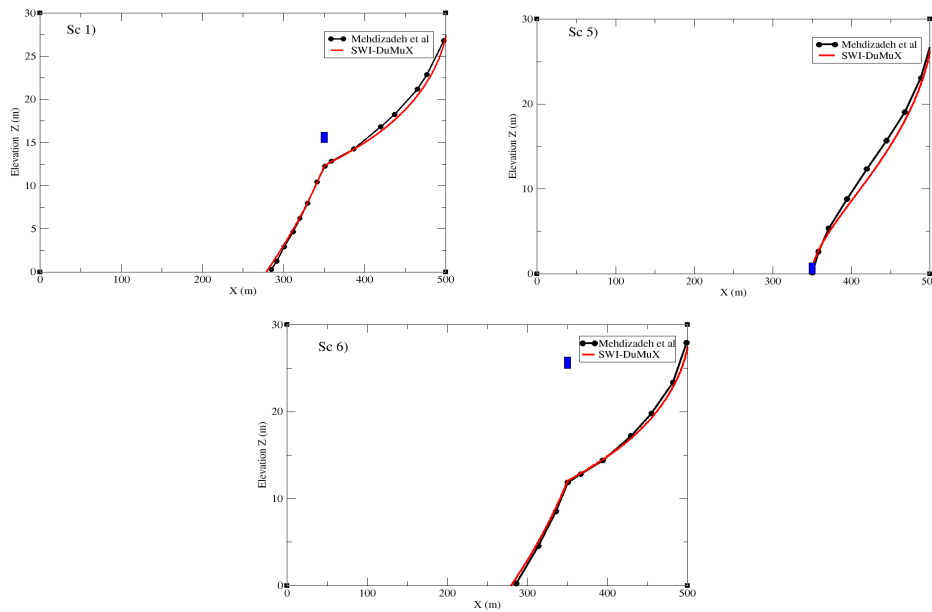 Sc 1)
Mehdizadeh et al
SWI-DuMuX
Elevation Z (m)
30
25
20
15
10
5
0
0
100
200
300
400
500
X (m)
Sc 5)
Mehdizadeh et al
SWI-DuMuX
Elevation Z (m)
30
20
10
0
0
100
200
300
400
500
X (m)
Sc 6)
Mehdizadeh et al
SWI-DuMuX
Elevation Z (m)
30
20
10
0
0
100
200
300
400
500
X (m)